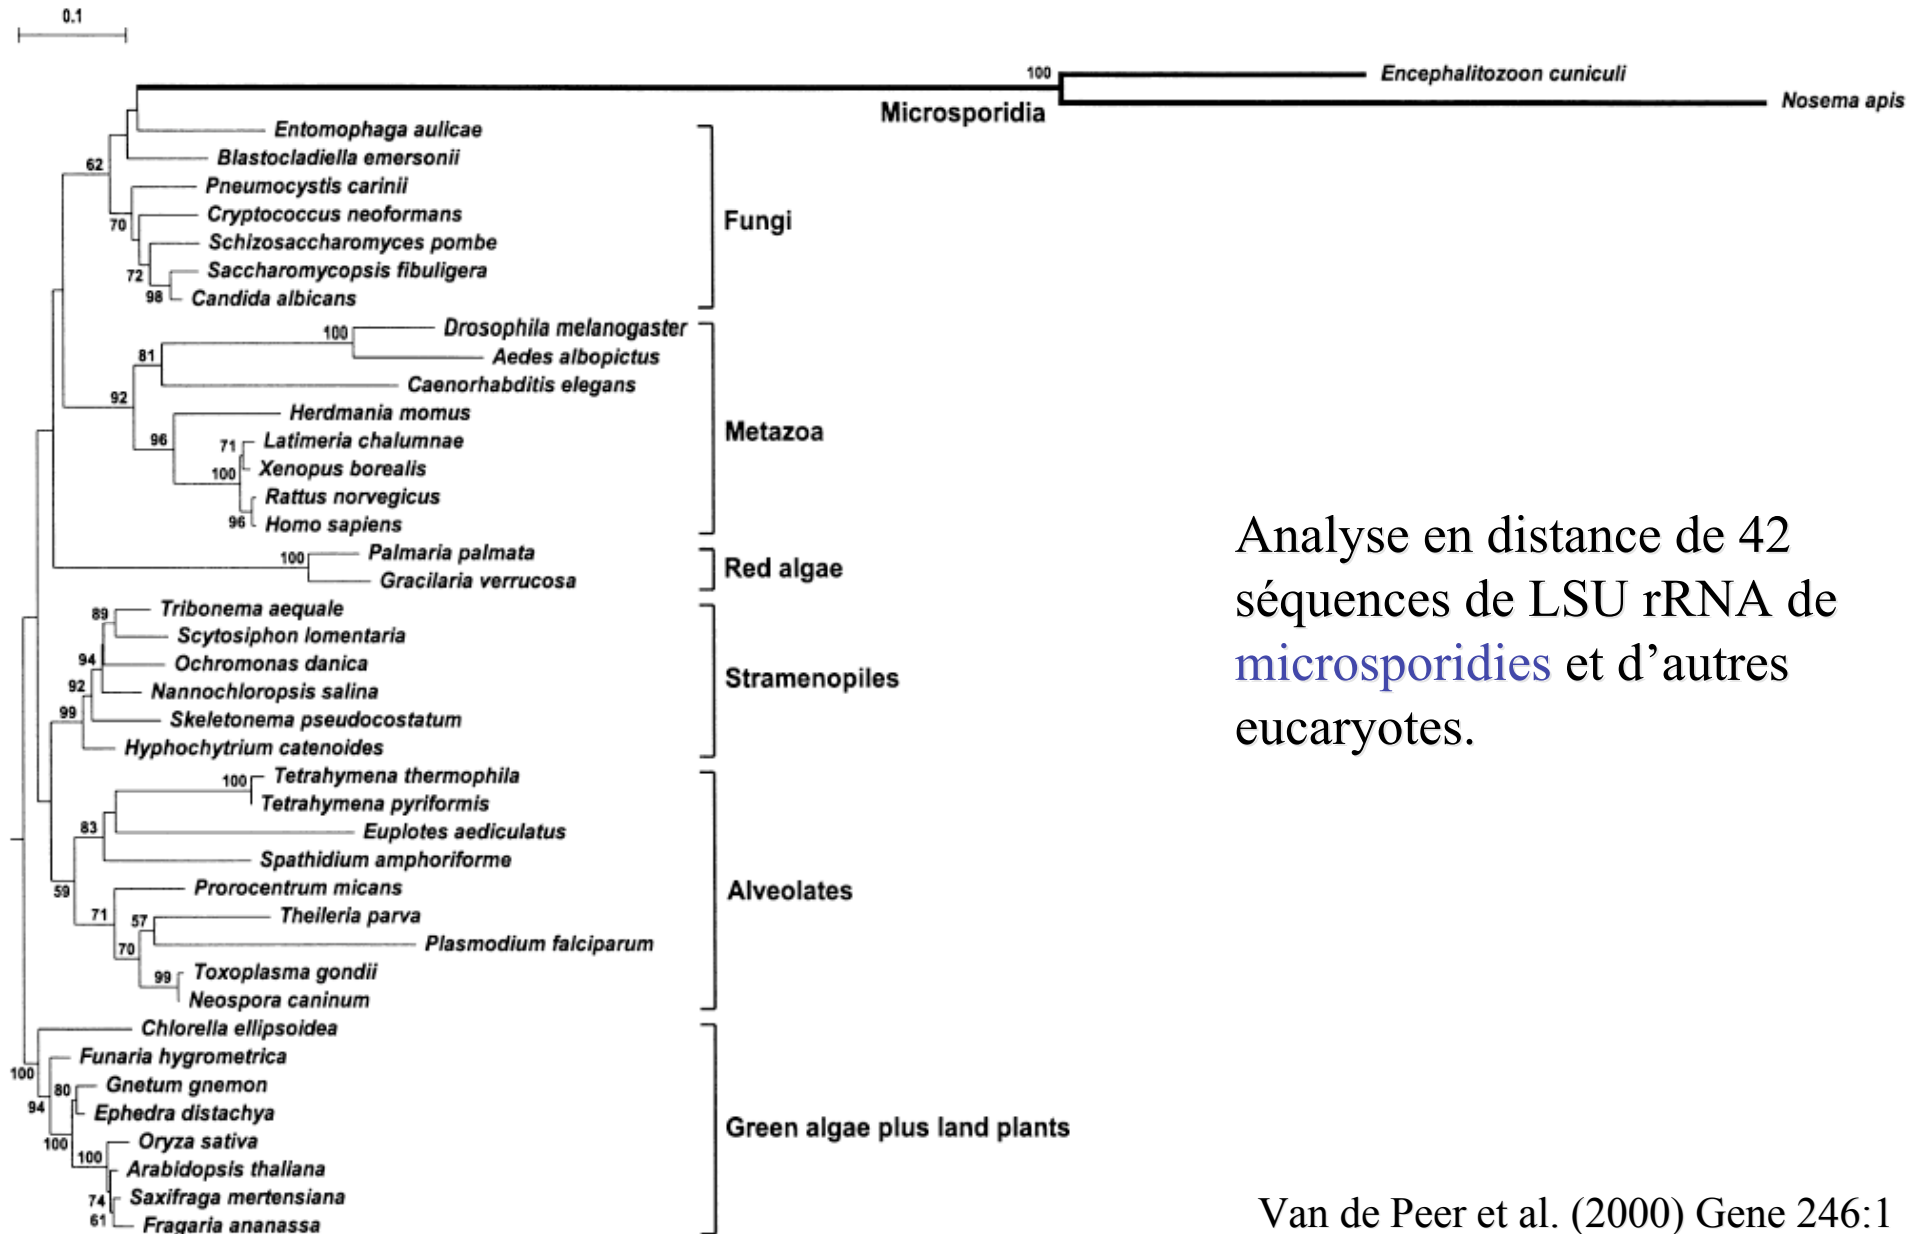 0.1
100
Encephalitozoon cuniculi
Nosema apis
Microsporidia
Entomophaga aulicae
Blastocladiella emersonii
62
Pneumocystis carinii
Cryptococcus neoformans
70
Fungi
Schizosaccharomyces pombe
Saccharomycopsis fibuligera
72
98
Candida albicans
100
Drosophila melanogaster
81
Aedes albopictus
Caenorhabditis elegans
92
Herdmania momus
96
71
Latimeria chalumnae
Metazoa
100
Xenopus borealis
Rattus norvegicus
96
Homo sapiens
100
Palmaria palmata
Red algae
Gracilaria verrucosa
89
Tribonema aequale
Scytosiphon lomentaria
94
Ochromonas danica
92
Nannochloropsis salina
Stramenopiles
99
Skeletonema pseudocostatum
Hyphochytrium catenoides
100
Tetrahymena thermophila
Tetrahymena pyriformis
83
Euplotes aediculatus
Spathidium amphoriforme
59
Prorocentrum micans
Alveolates
71
57
Theileria parva
70
Plasmodium falciparum
99
Toxoplasma gondii
Neospora caninum
Chlorella ellipsoidea
Funaria hygrometrica
100
80
Gnetum gnemon
94
Ephedra distachya
100
Oryza sativa
Green algae plus land plants
100
Arabidopsis thaliana
74
Saxifraga mertensiana
61
Fragaria ananassa
Analyse en distance de 42
séquences de LSU rRNA de
microsporidies et d’autres
eucaryotes.
Van de Peer et al. (2000) Gene 246:1